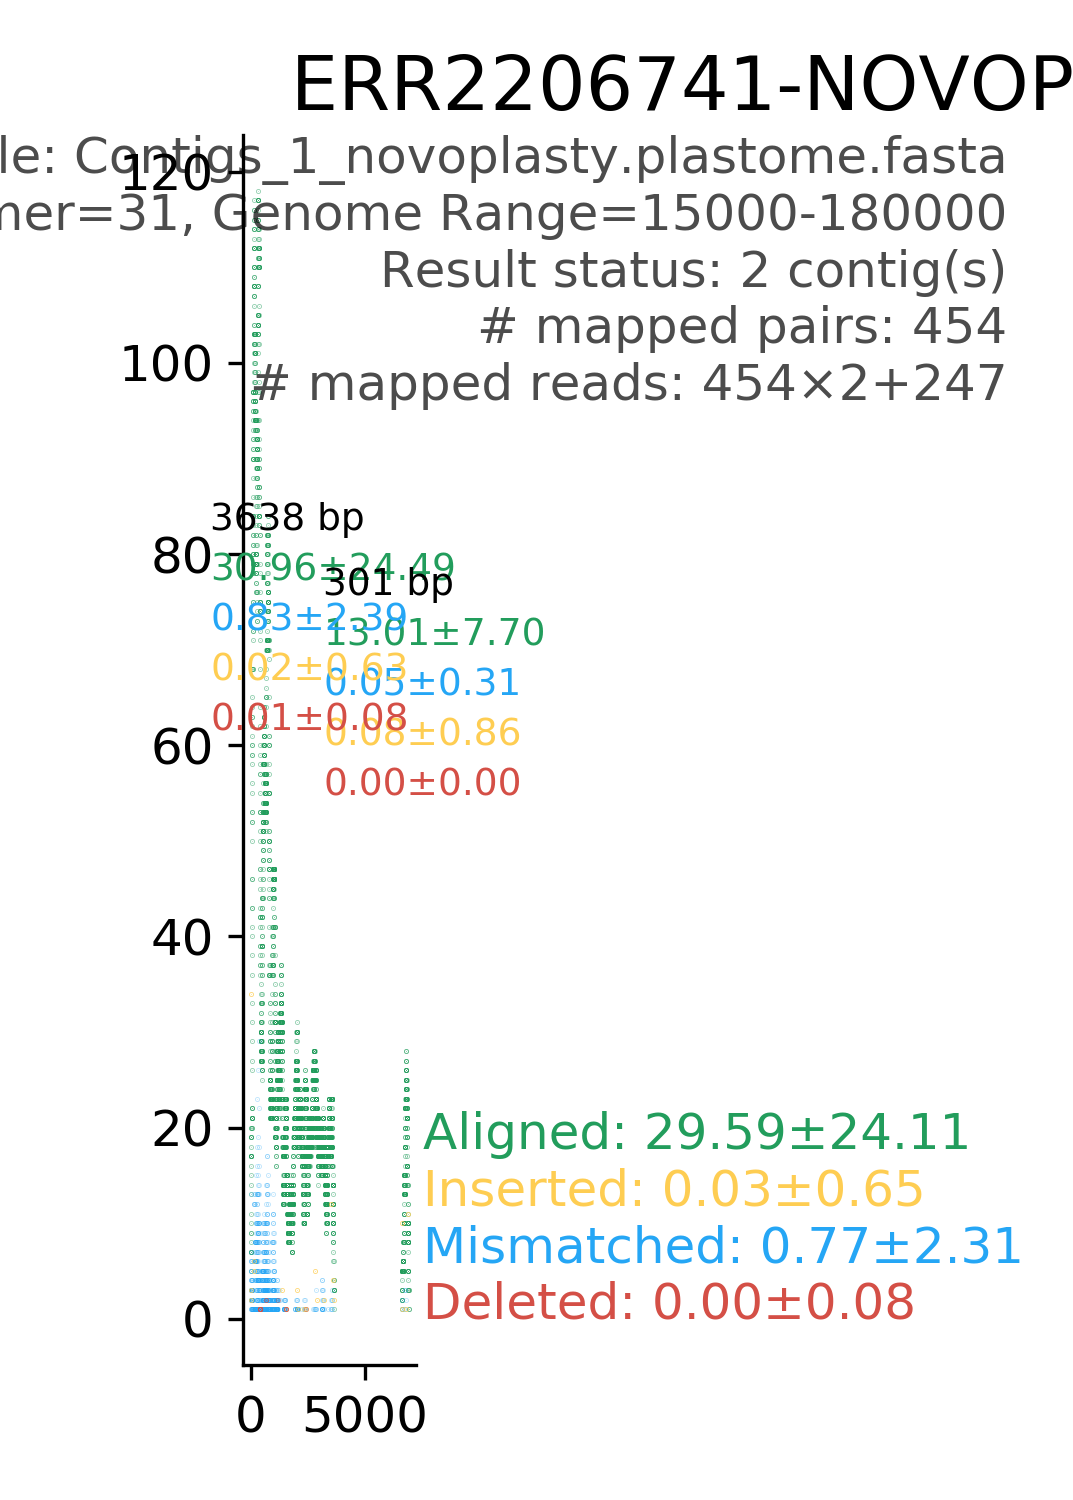 ERR2206741-NOVOP
le: Contigs_1_novoplasty.plastome.fasta
mer=31, Genome Range=15000-180000
Result status: 2 contig(s)
# mapped pairs: 454
# mapped reads: 454×2+247
120
100
80
60
40
20
0
3638 bp
30.96±24.49
0.83±2.39
0.02±0.63
0.01±0.08
301 bp
13.01±7.70
0.05±0.31
0.08±0.86
0.00±0.00
Aligned: 29.59±24.11
Inserted: 0.03±0.65
Mismatched: 0.77±2.31
Deleted: 0.00±0.08
0 5000